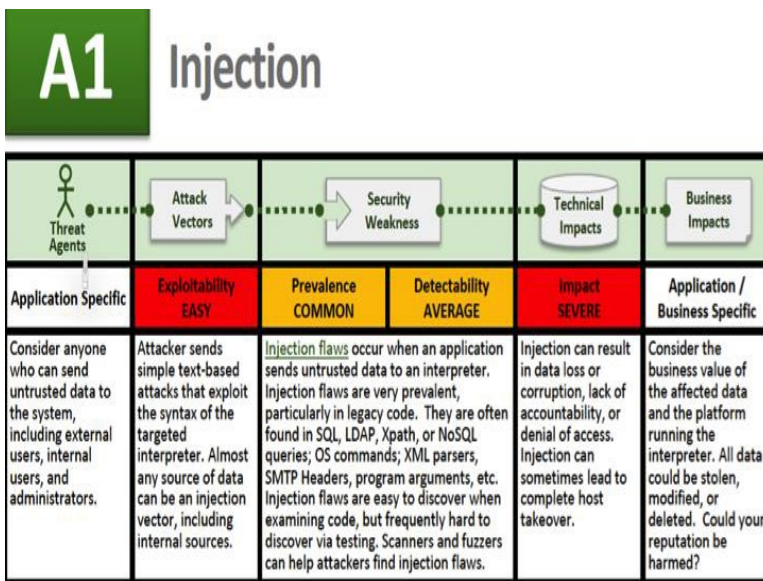 A1 Injection
Threat
Agents
Attack
Vectors
Security
Weakness
Technical
Impacts
Business
Impacts
Application Specific
Exploitability
EASY
Prevalence
COMMON
Detectability
AVERAGE
Impact
SEVERE
Application /
Business Specific
Consider anyone
who can send
untrusted data to
the system,
including external
users, internal
users, and
administrators.
Attacker sends
simple text-based
attacks that exploit
the syntax of the
targeted
interpreter. Almost
any source of data
can be an injection
vector, including
internal sources.
Injection flaws occur when an application
sends untrusted data to an interpreter.
Injection flaws are very prevalent,
particularly in legacy code. They are often
found in SQL, LDAP, Xpath, or NoSQL
queries; OS commands; XML parsers,
SMTP Headers, program arguments, etc.
Injection flaws are easy to discover when
examining code, but frequently hard to
discover via testing. Scanners and fuzzers
can help attackers find injection flaws.
Injection can result
in data loss or
corruption, lack of
accountability, or
denial of access.
Injection can
sometimes lead to
complete host
takeover.
Consider the
business value of
the affected data
and the platform
running the
interpreter. All data
could be stolen,
modified, or
deleted. Could your
reputation be
harmed?